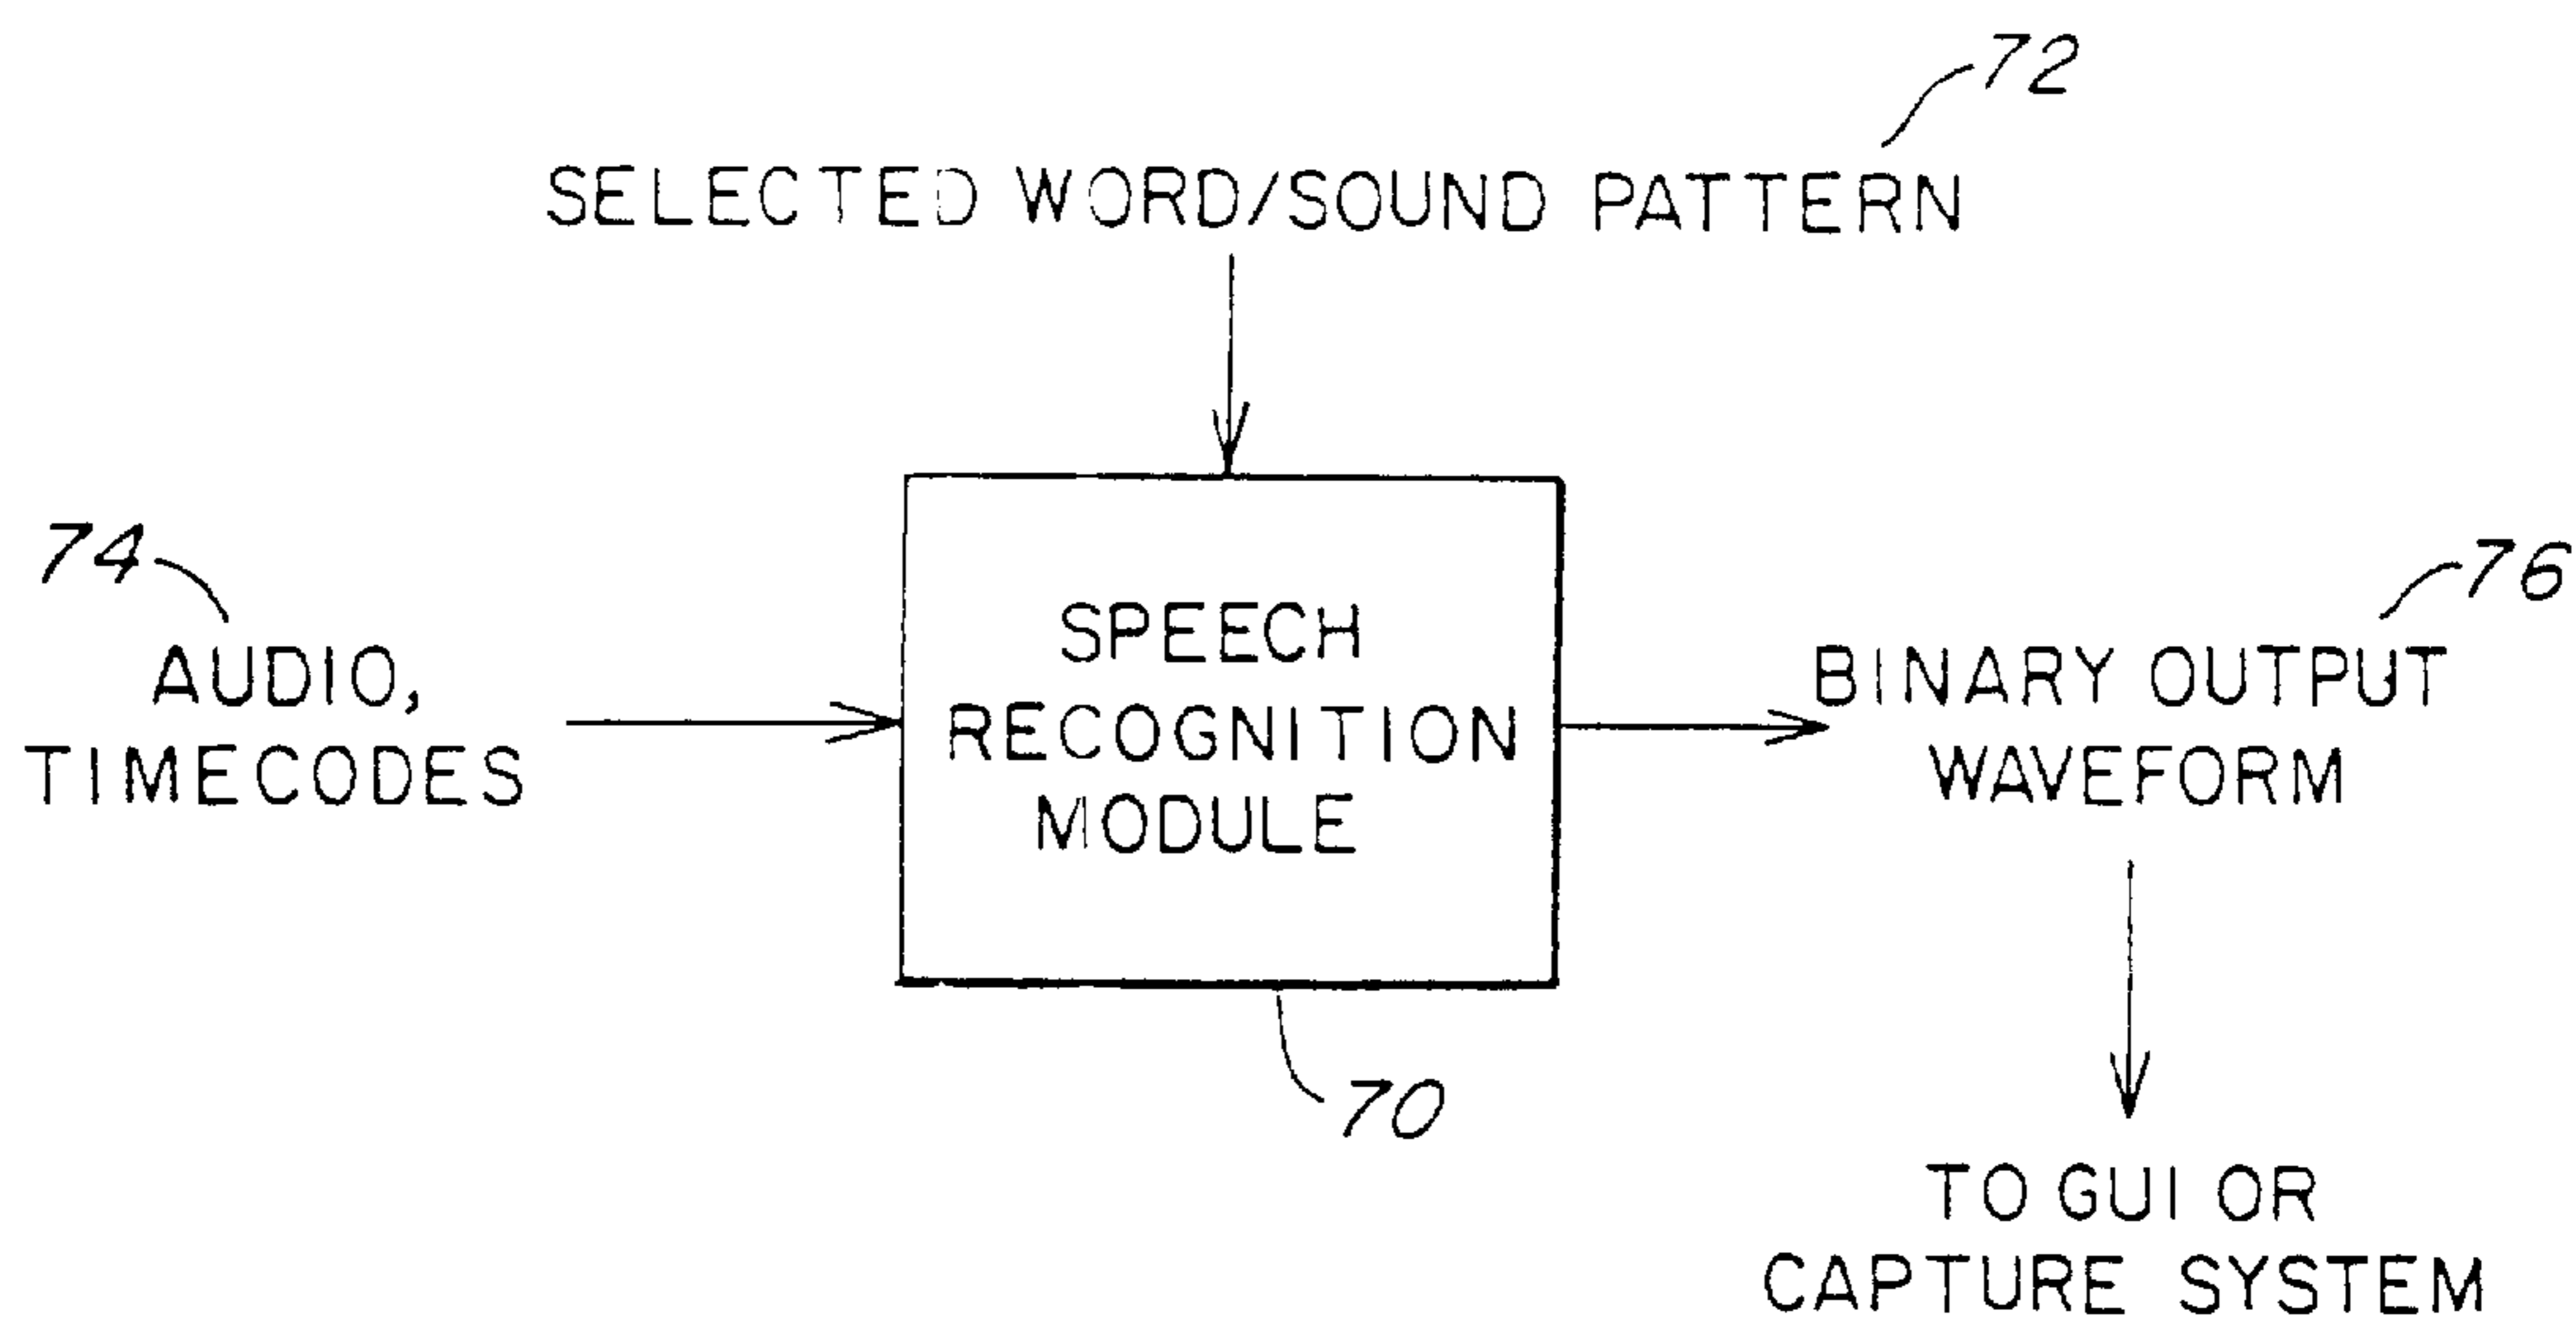 72
SELECTED WORD/SOUND PATTERN
74
AUDIO,
TIMECODES
SPEECH
RECOGNITION
MODULE
70
76
BINARY OUTPUT
WAVEFORM
TO GUI OR
CAPTURE SYSTEM